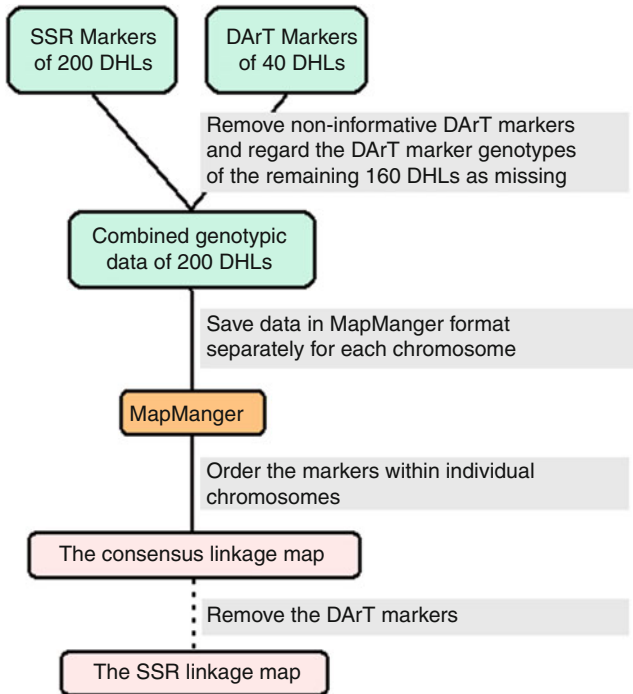 SSR Markers
of 200 DHLs
DArT Markers
of 40 DHLs
Remove non-informative DArT markers
and regard the DArT marker genotypes
of the remaining 160 DHLs as missing
Combined genotypic
data of 200 DHLs
Save data in MapManger format
separately for each chromosome
MapManger
Order the markers within individual
chromosomes
The consensus linkage map
Remove the DArT markers
The SSR linkage map